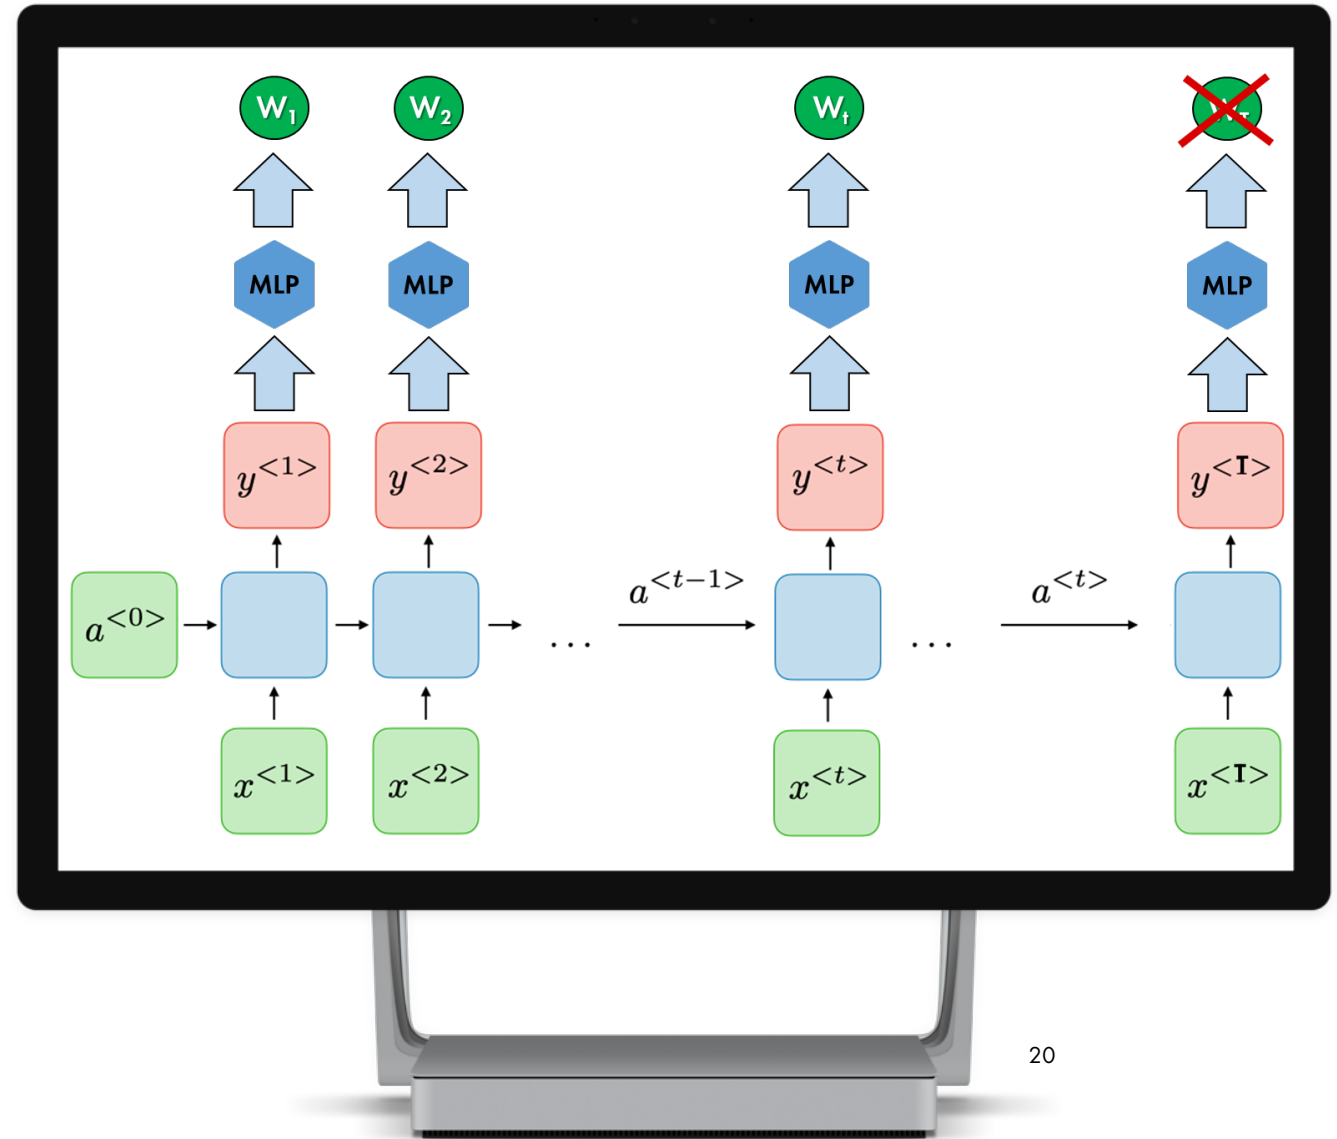 W₁ W₂ Wₜ
MLP MLP MLP MLP
y<1> y<2> y<t> y<T>
a<t-1> a<t>
a<0> ... ...
x<1> x<2> x<t> x<T>
20